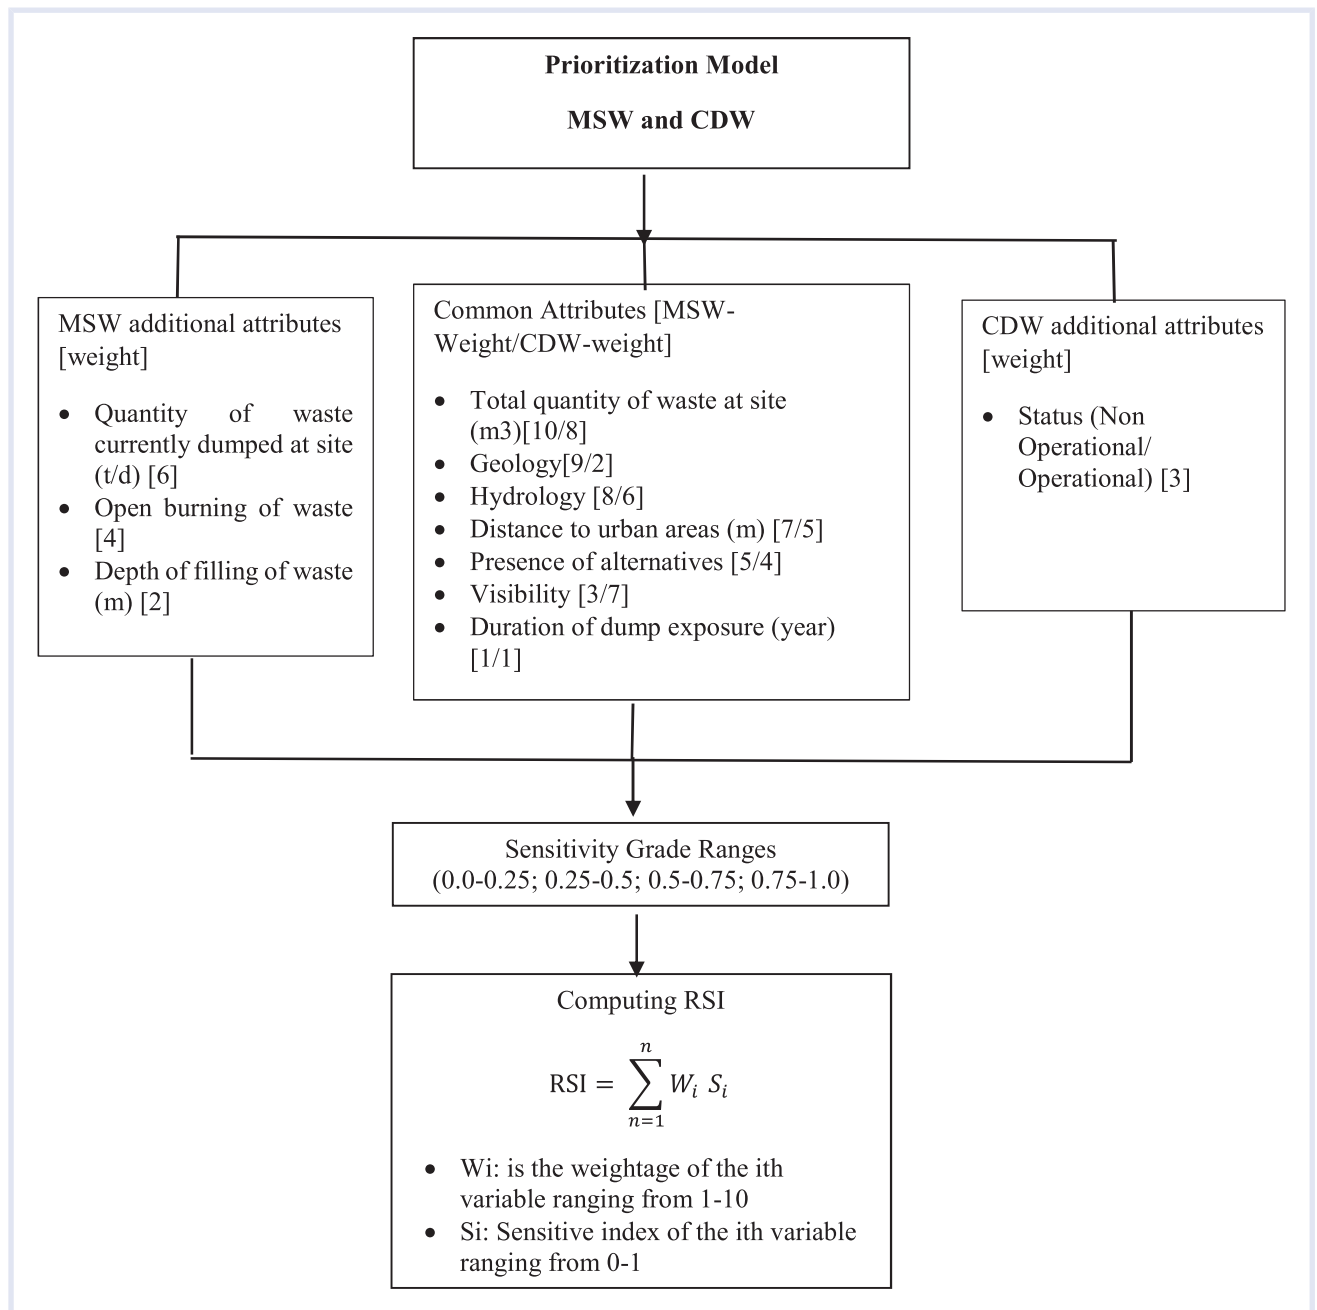 Prioritization Model
MSW and CDW
MSW additional attributes
[weight]
• Quantity of waste
currently dumped at site
(t/d) [6]
• Open burning of waste
[4]
• Depth of filling of waste
(m) [2]
Common Attributes [MSW-
Weight/CDW-weight]
• Total quantity of waste at site
(m3)[10/8]
• Geology[9/2]
• Hydrology [8/6]
• Distance to urban areas (m) [7/5]
• Presence of alternatives [5/4]
• Visibility [3/7]
• Duration of dump exposure (year)
[1/1]
CDW additional attributes
[weight]
• Status (Non
Operational/
Operational) [3]
Sensitivity Grade Ranges
(0.0-0.25; 0.25-0.5; 0.5-0.75; 0.75-1.0)
Computing RSI
n
RSI = ∑ Wᵢ Sᵢ
n=1
• Wi: is the weightage of the ith
variable ranging from 1-10
• Si: Sensitive index of the ith variable
ranging from 0-1